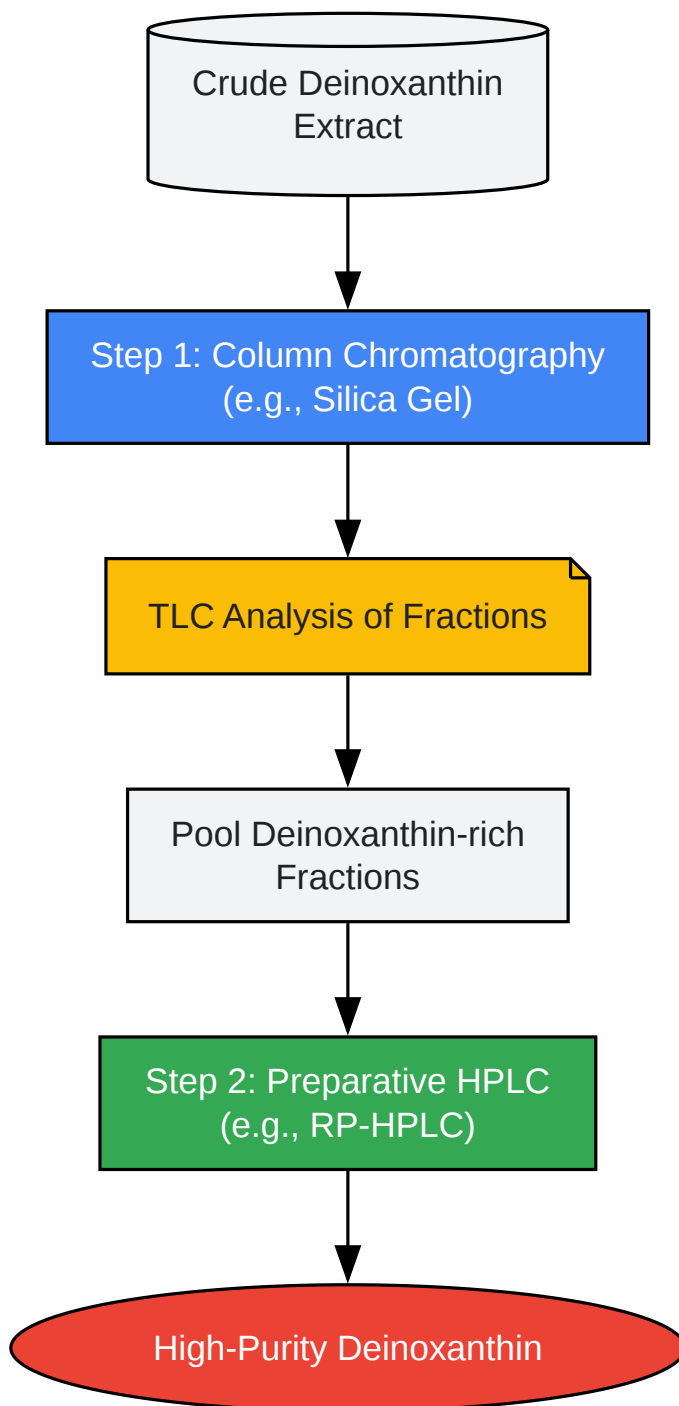 Crude Deinoxanthin
Extract
Step 1: Column Chromatography
(e.g., Silica Gel)
TLC Analysis of Fractions
Pool Deinoxanthin-rich
Fractions
Step 2: Preparative HPLC
(e.g., RP-HPLC)
High-Purity Deinoxanthin